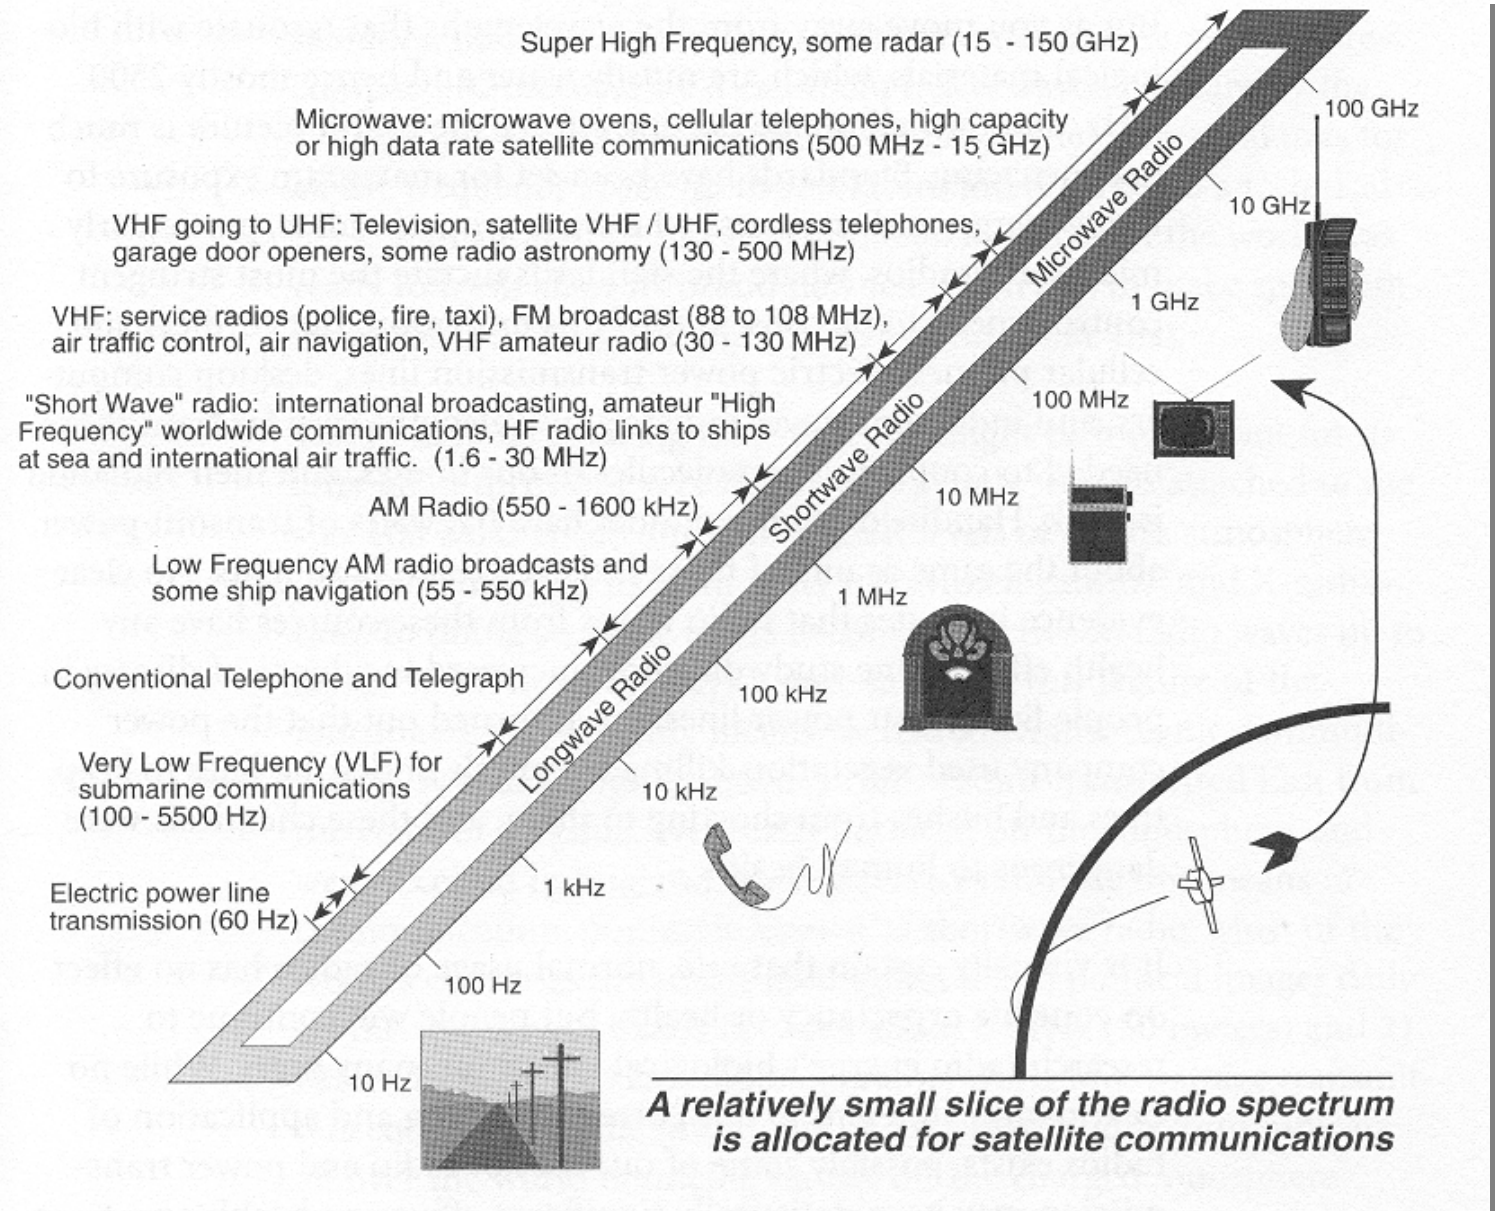 Super High Frequency, some radar (15 - 150 GHz)
100 GHz
Microwave: microwave ovens, cellular telephones, high capacity
or high data rate satellite communications (500 MHz - 15 GHz)
Microwave Radio
10 GHz
VHF going to UHF: Television, satellite VHF / UHF, cordless telephones,
garage door openers, some radio astronomy (130 - 500 MHz)
1 GHz
VHF: service radios (police, fire, taxi), FM broadcast (88 to 108 MHz),
air traffic control, air navigation, VHF amateur radio (30 - 130 MHz)
100 MHz
"Short Wave" radio: international broadcasting, amateur "High
Frequency" worldwide communications, HF radio links to ships
at sea and international air traffic. (1.6 - 30 MHz)
Shortwave Radio
10 MHz
AM Radio (550 - 1600 kHz)
Low Frequency AM radio broadcasts and
some ship navigation (55 - 550 kHz)
1 MHz
Conventional Telephone and Telegraph
Longwave Radio
100 kHz
Very Low Frequency (VLF) for
submarine communications
(100 - 5500 Hz)
10 kHz
Electric power line
transmission (60 Hz)
1 kHz
100 Hz
10 Hz
A relatively small slice of the radio spectrum
is allocated for satellite communications